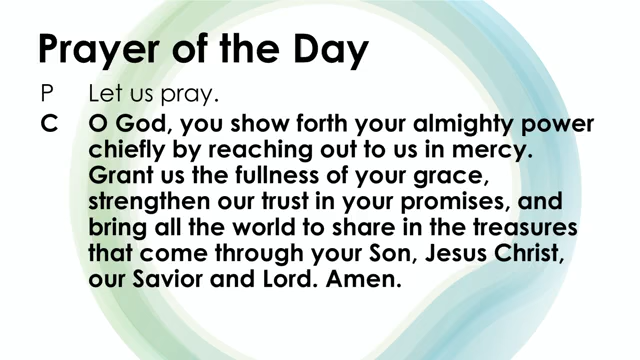 Prayer of the Day
P Let us pray.
C O God, you show forth your almighty power
chiefly by reaching out to us in mercy.
Grant us the fullness of your grace,
strengthen our trust in your promises, and
bring all the world to share in the treasures
that come through your Son, Jesus Christ,
our Savior and Lord. Amen.